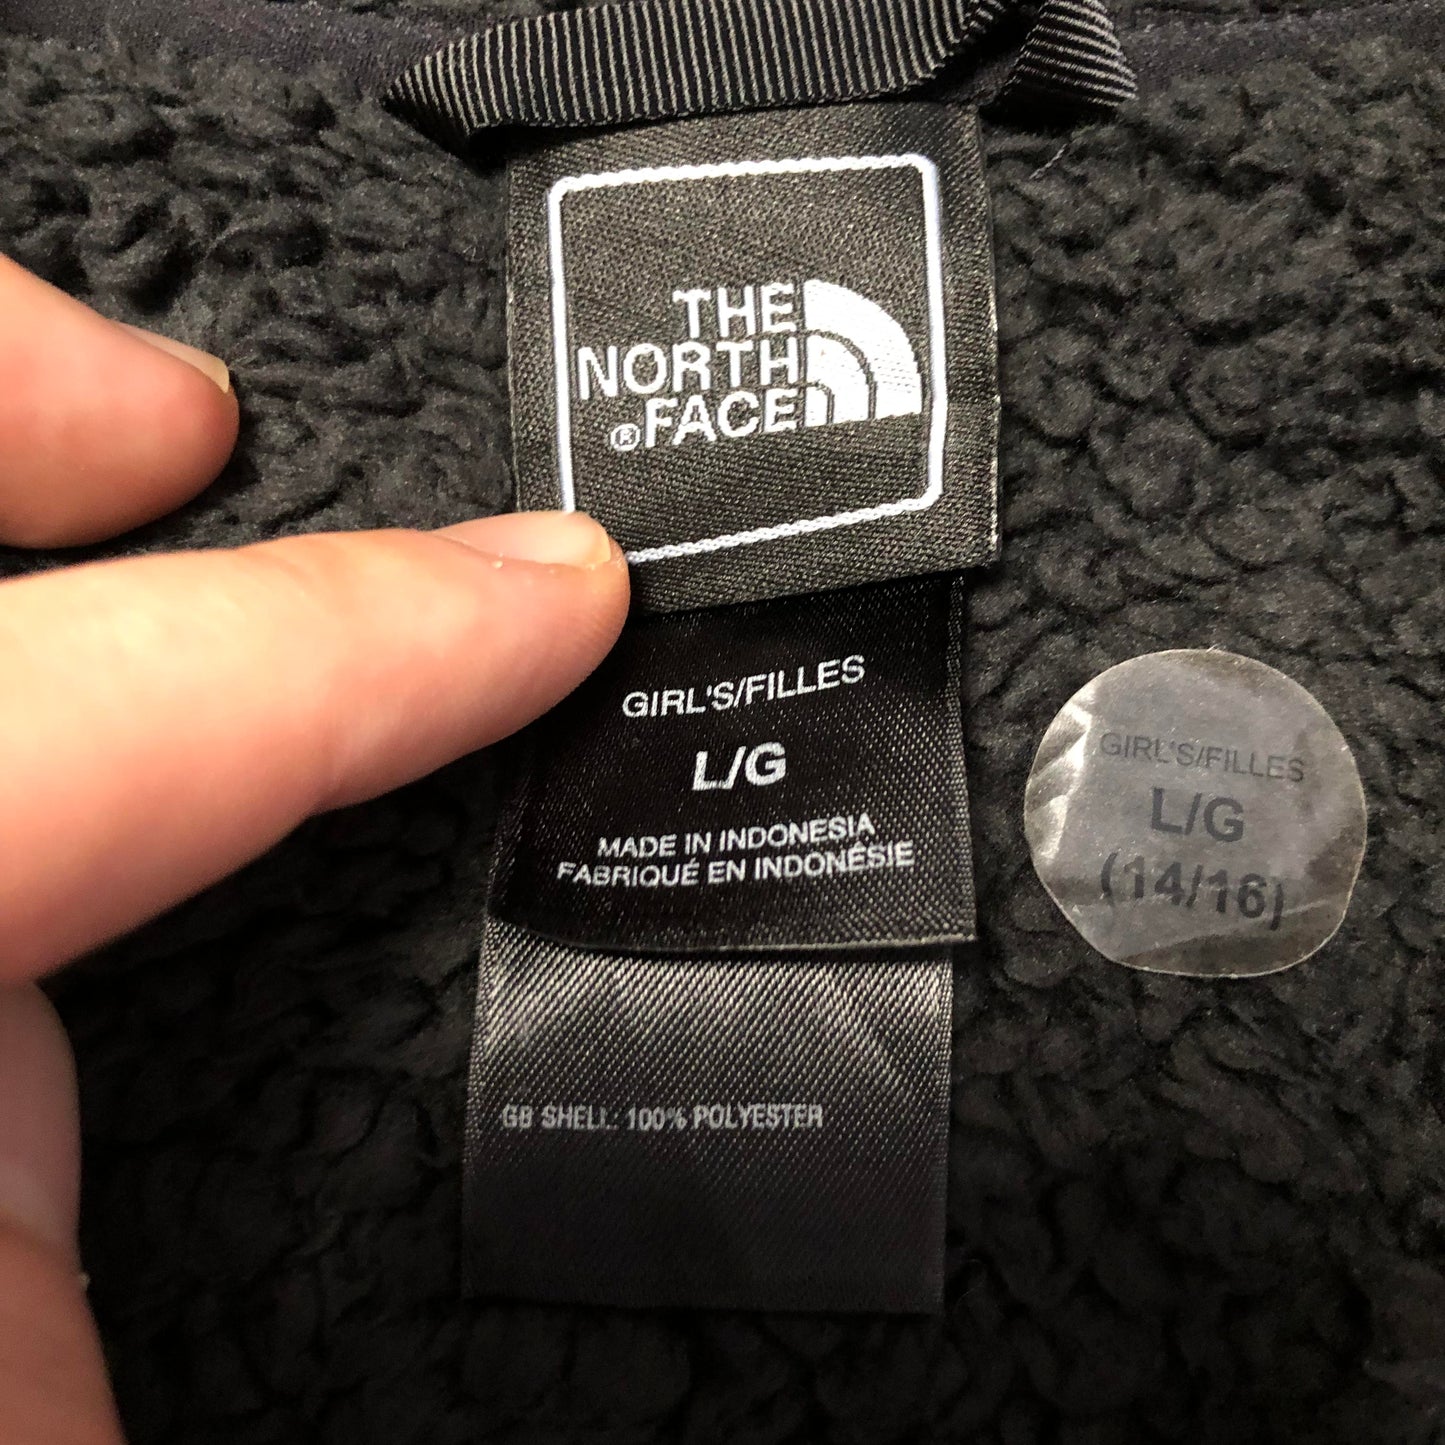 THE
NORTH
®FACE
GIRL'S/FILLES
L/G
MADE IN INDONESIA
FABRIQUÉ EN INDONÉSIE
GB SHELL: 100% POLYESTER
GIRL'S/FILLES
L/G
(14/16)